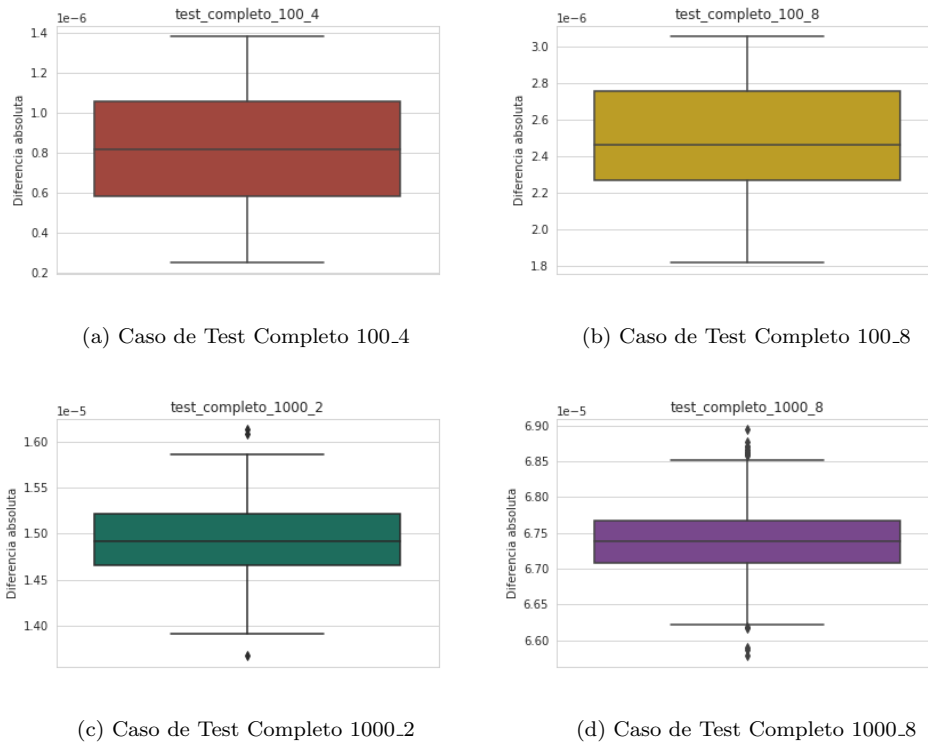 test_completo_100_4
1e−6
Diferencia absoluta
1.4
1.2
1.0
0.8
0.6
0.4
0.2
(a) Caso de Test Completo 100_4
test_completo_100_8
1e−6
Diferencia absoluta
3.0
2.6
2.4
2.2
2.0
1.8
(b) Caso de Test Completo 100_8
test_completo_1000_2
1e−5
Diferencia absoluta
1.60
1.55
1.50
1.45
1.40
(c) Caso de Test Completo 1000_2
test_completo_1000_8
1e−5
Diferencia absoluta
6.90
6.85
6.80
6.75
6.70
6.65
6.60
(d) Caso de Test Completo 1000_8